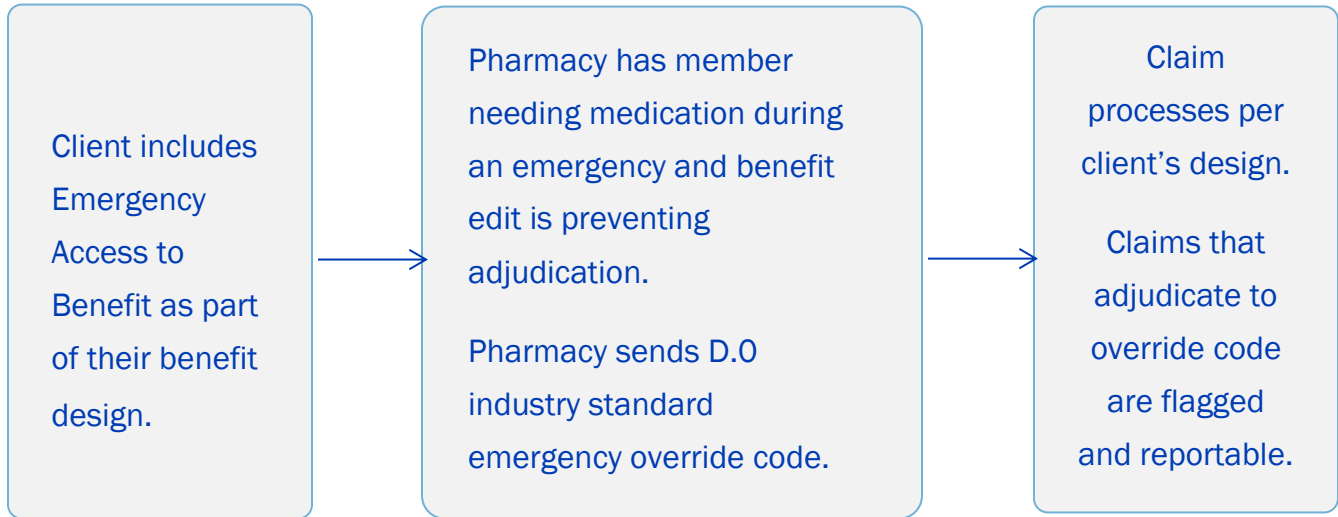 Client includes
Emergency
Access to
Benefit as part
of their benefit
design.
Pharmacy has member
needing medication during
an emergency and benefit
edit is preventing
adjudication.
Pharmacy sends D.0
industry standard
emergency override code.
Claim
processes per
client’s design.
Claims that
adjudicate to
override code
are flagged
and reportable.